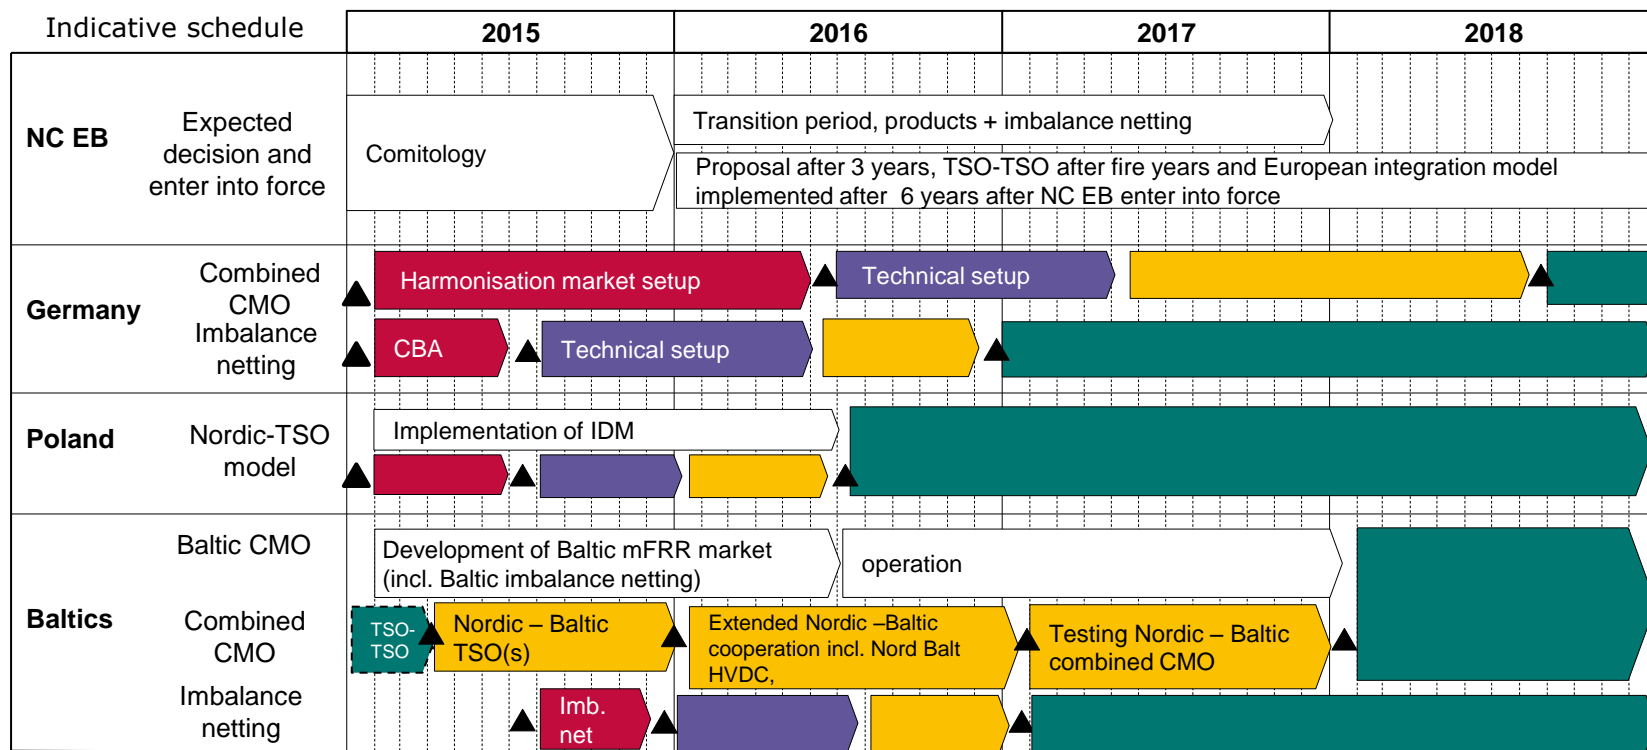 Indicative schedule
2015
2016
2017
2018
NC EB
Expected
decision and
enter into force
Comitology
Transition period, products + imbalance netting
Proposal after 3 years, TSO-TSO after fire years and European integration model
implemented after 6 years after NC EB enter into force
Germany
Combined
CMO
Harmonisation market setup
Technical setup
Imbalance
netting
CBA
Technical setup
Poland
Nordic-TSO
model
Implementation of IDM
Baltics
Baltic CMO
Development of Baltic mFRR market
(incl. Baltic imbalance netting)
operation
Combined
CMO
TSO-
TSO
Nordic – Baltic
TSO(s)
Extended Nordic –Baltic
cooperation incl. Nord Balt
HVDC,
Testing Nordic – Baltic
combined CMO
Imbalance
netting
Imb.
net